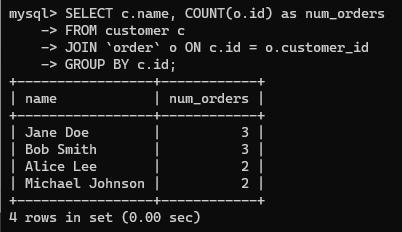 mysql> SELECT c.name, COUNT(o.id) as num_orders
    -> FROM customer c
    -> JOIN `order` o ON c.id = o.customer_id
    -> GROUP BY c.id;
+-----------------+------------+
| name            | num_orders |
+-----------------+------------+
| Jane Doe        |          3 |
| Bob Smith       |          3 |
| Alice Lee       |          2 |
| Michael Johnson |          2 |
+-----------------+------------+
4 rows in set (0.00 sec)